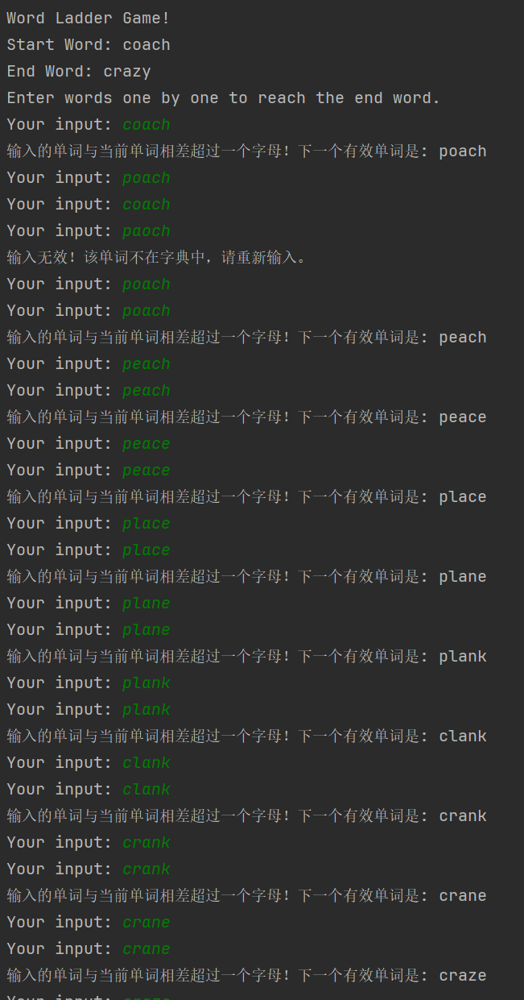 Word Ladder Game!
Start Word: coach
End Word: crazy
Enter words one by one to reach the end word.
Your input: coach
输入的单词与当前单词相差超过一个字母! 下一个有效单词是: poach
Your input: poach
Your input: coach
Your input: paoch
输入无效! 该单词不在字典中，请重新输入。
Your input: poach
Your input: poach
输入的单词与当前单词相差超过一个字母! 下一个有效单词是: peach
Your input: peach
Your input: peach
输入的单词与当前单词相差超过一个字母! 下一个有效单词是: peace
Your input: peace
Your input: peace
输入的单词与当前单词相差超过一个字母! 下一个有效单词是: place
Your input: place
Your input: place
输入的单词与当前单词相差超过一个字母! 下一个有效单词是: plane
Your input: plane
Your input: plane
输入的单词与当前单词相差超过一个字母! 下一个有效单词是: plank
Your input: plank
Your input: plank
输入的单词与当前单词相差超过一个字母! 下一个有效单词是: clank
Your input: clank
Your input: clank
输入的单词与当前单词相差超过一个字母! 下一个有效单词是: crank
Your input: crank
Your input: crank
输入的单词与当前单词相差超过一个字母! 下一个有效单词是: crane
Your input: crane
Your input: crane
输入的单词与当前单词相差超过一个字母! 下一个有效单词是: craze
Your input: